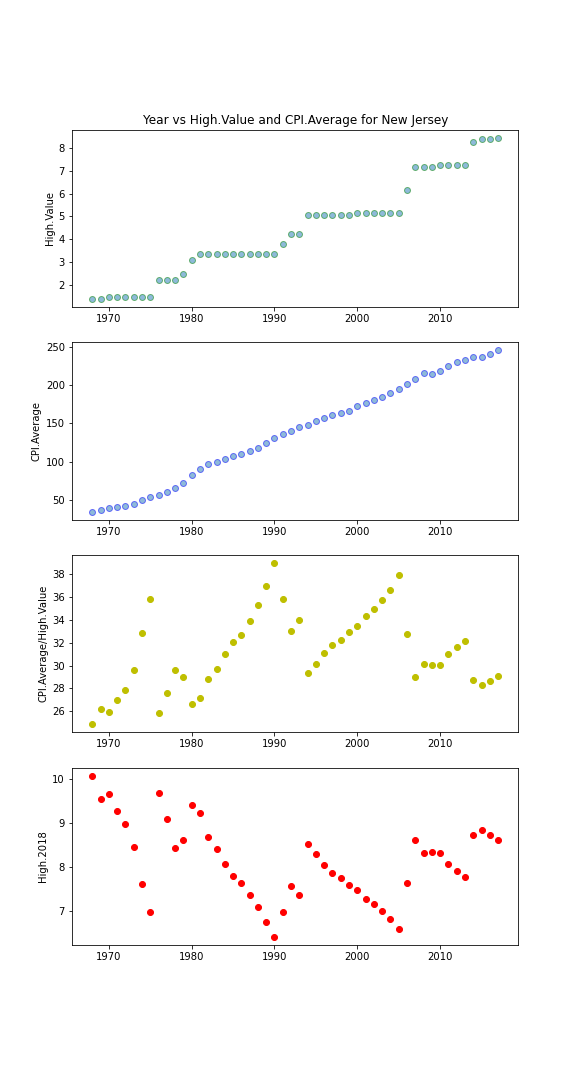 Year vs High.Value and CPI.Average for New Jersey
8
7
6
5
4
3
2
High.Value
1970 1980 1990 2000 2010
250
200
150
100
50
CPI.Average
1970 1980 1990 2000 2010
38
36
34
32
30
28
26
CPI.Average/High.Value
1970 1980 1990 2000 2010
10
9
8
7
High.2018
1970 1980 1990 2000 2010